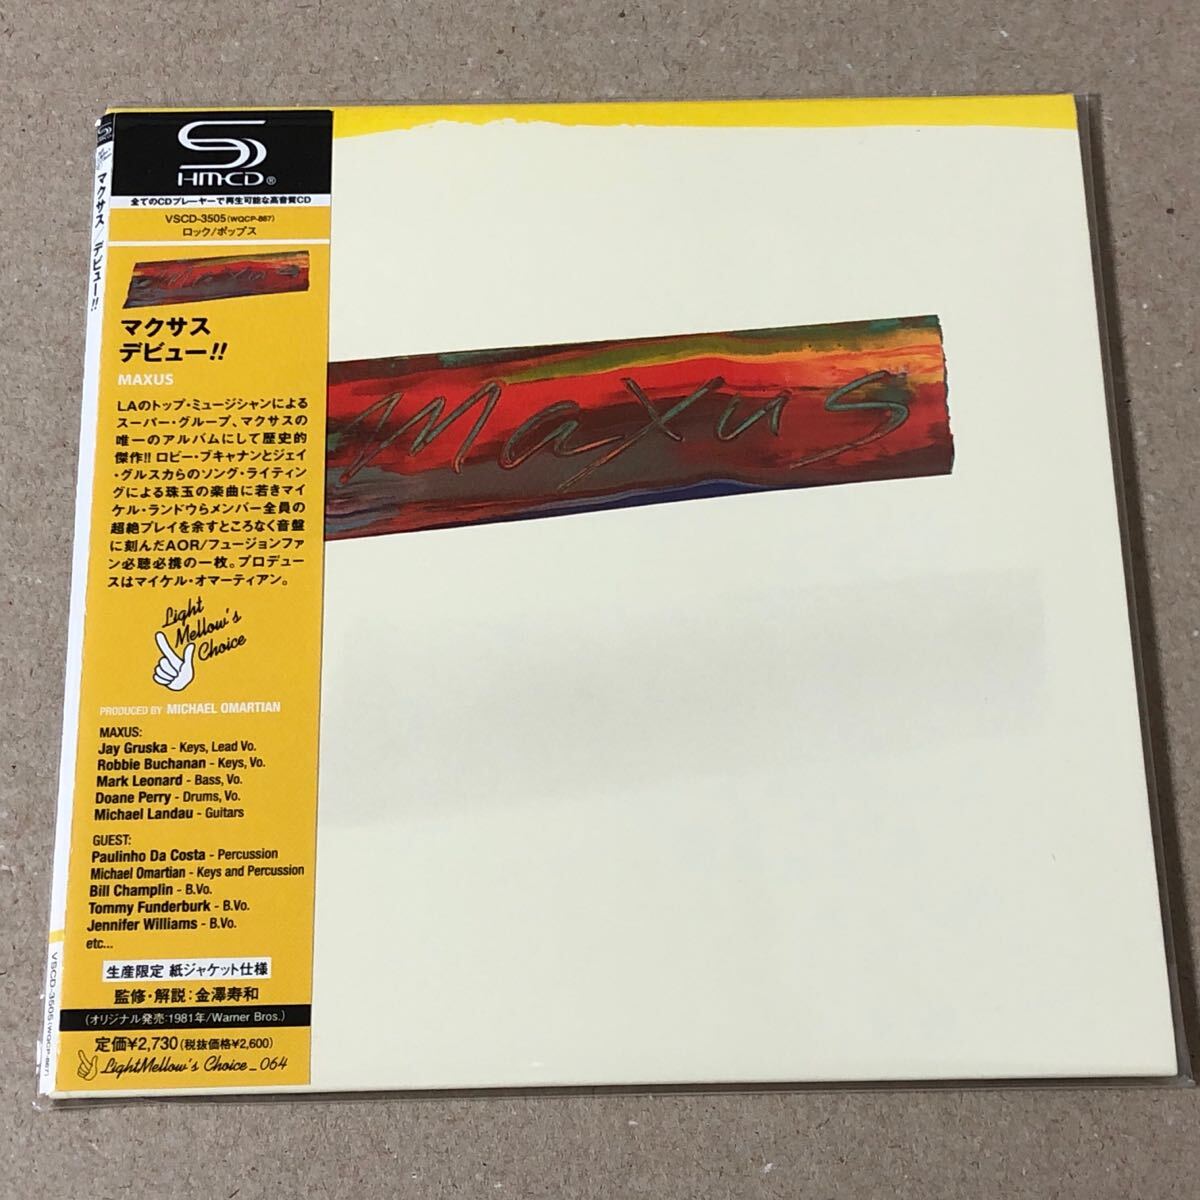 SHM-CD®
全てのCDプレーヤーで再生可能な高音質CD
VSCD-3505(WQCP-887)
ロック/ポップス
Maxus
マクサス
デビュー!!
MAXUS
LAのトップ・ミュージシャンによる
スーパー・グループ、マクサスの
唯一のアルバムにして歴史的
傑作!! ロビー・ブキャナンとジェイ
・グルスカらのソング・ライティン
グによる珠玉の楽曲に若きマイ
ケル・ランドウらメンバー全員の
超絶プレイを余すところなく音盤
に刻んだAOR/フュージョンファ
ン必聴必携の一枚。プロデュー
スはマイケル・オマーティアン。
Light
Mellow's
Choice
PRODUCED BY MICHAEL OMARTIAN
MAXUS:
Jay Gruska - Keys, Lead Vo.
Robbie Buchanan - Keys, Vo.
Mark Leonard - Bass, Vo.
Doane Perry - Drums, Vo.
Michael Landau - Guitars
GUEST:
Paulinho Da Costa - Percussion
Michael Omartian - Keys and Percussion
Bill Champlin - B.Vo.
Tommy Funderburk - B.Vo.
Jennifer Williams - B.Vo.
etc...
生産限定 紙ジャケット仕様
監修・解説：金澤寿和
(オリジナル発売：1981年/Warner Bros.)
定価¥2,730(税抜価格¥2,600)
LightMellow's Choice_064
マクサス/デビュー!!
VSCD-3505(WQCP-887)
Maxus